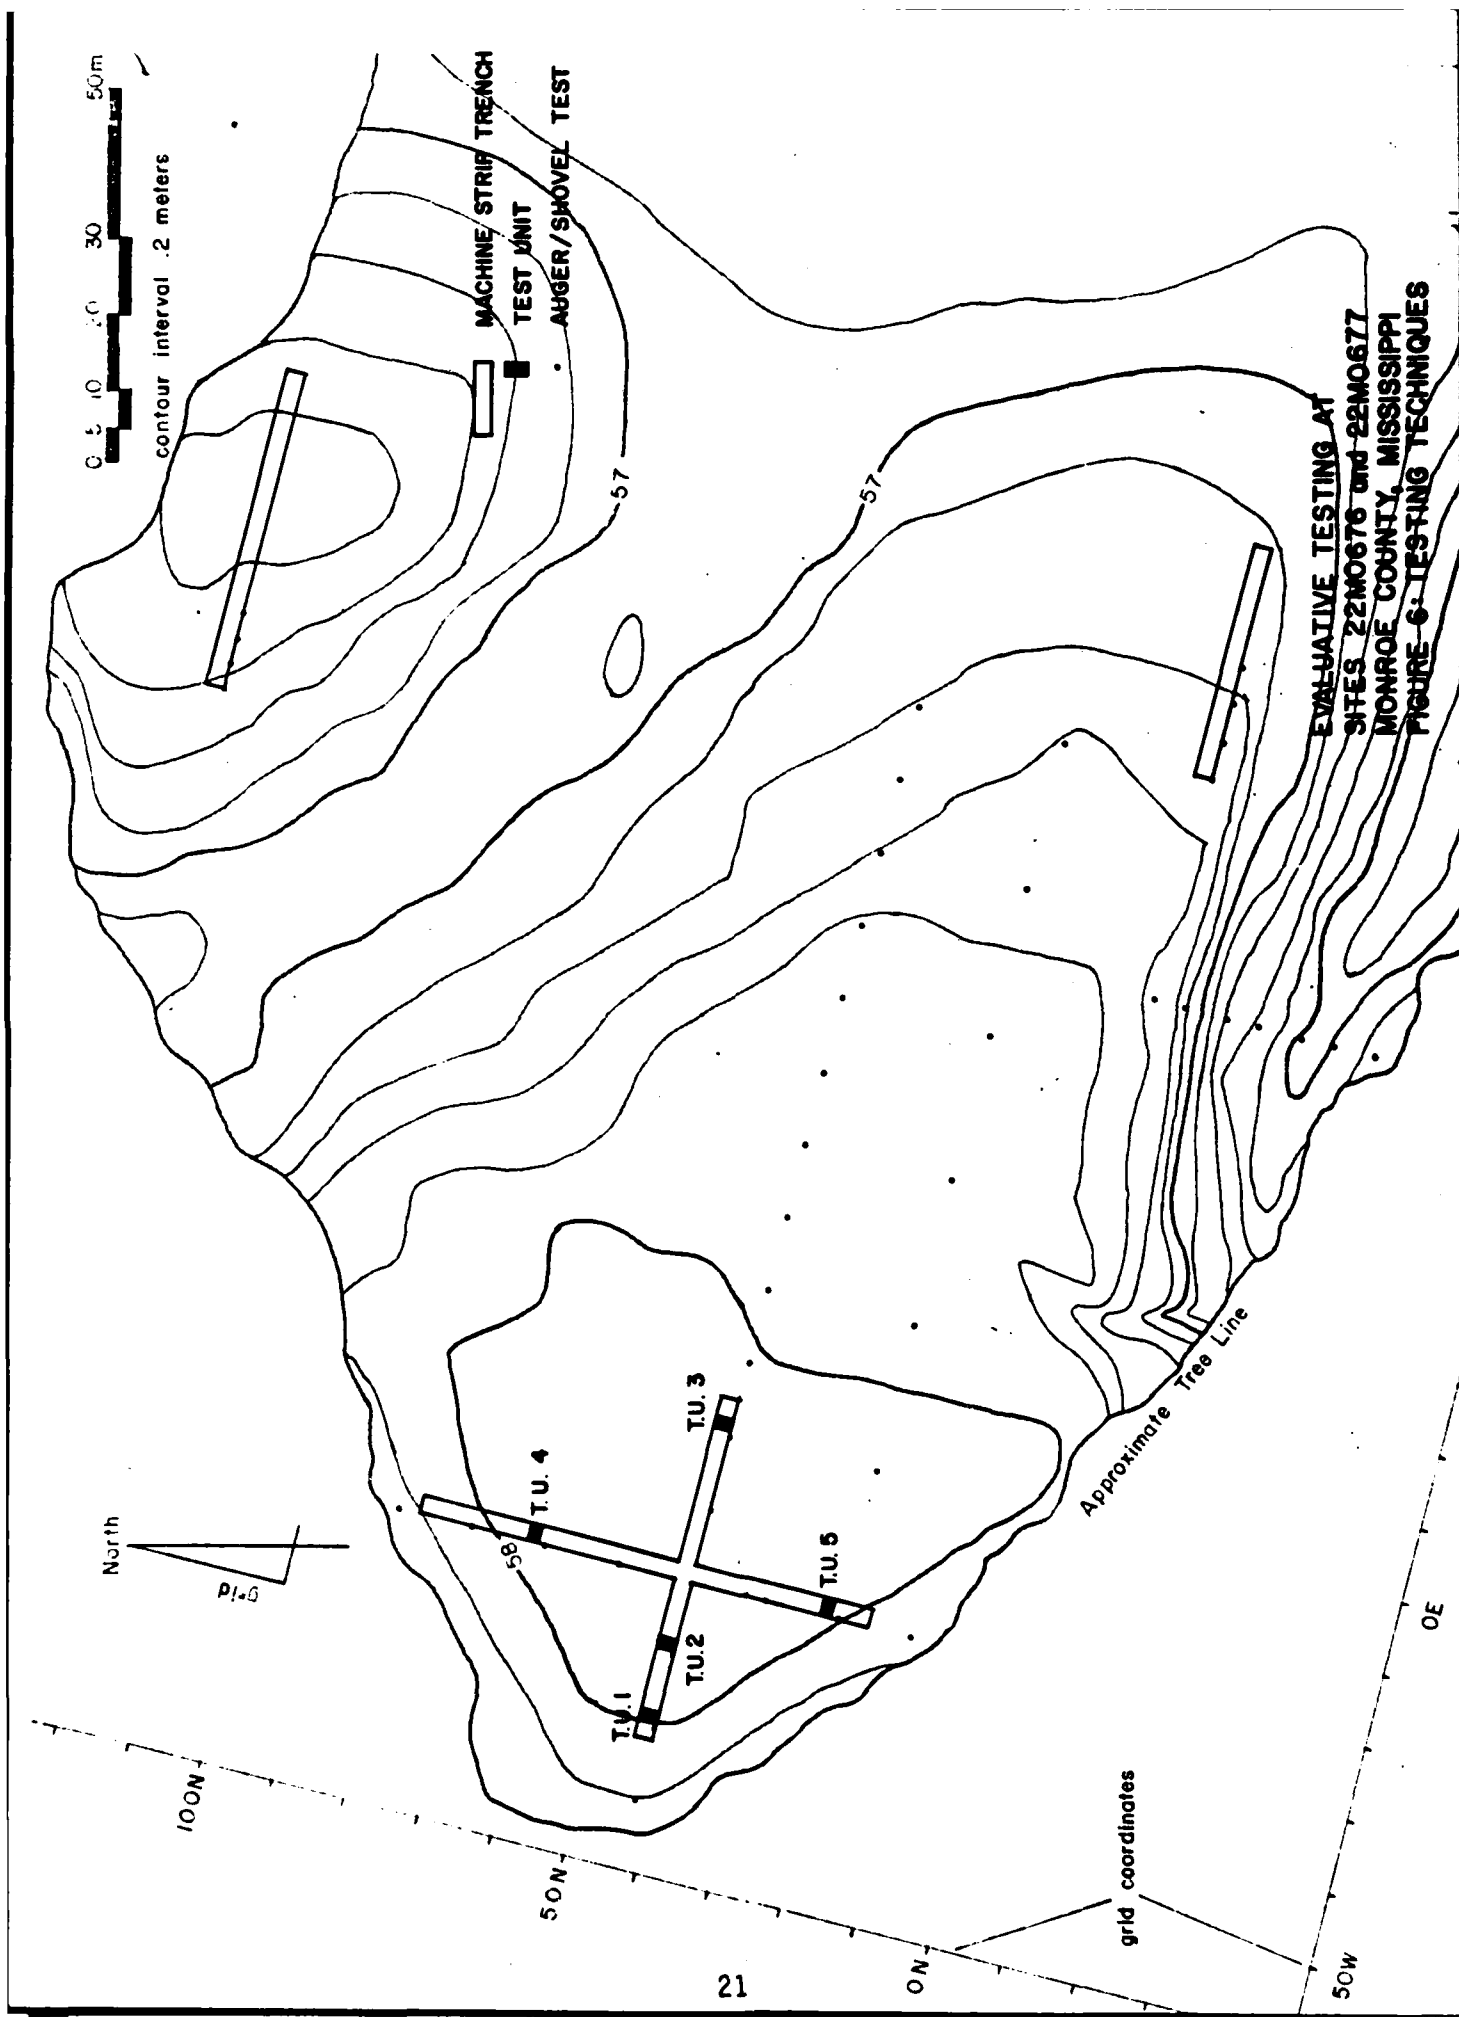 0 5 10 20 30 50m
contour interval .2 meters
MACHINE STRIP TRENCH
TEST UNIT
AUGER/SHOVEL TEST
57
57
North
grid
58
T.U. 4
T.U. 3
T.U. 1
T.U. 2
T.U. 5
Approximate Tree Line
100N
50N
0N
grid coordinates
50W
0E
EVALUATIVE TESTING AT
SITES 22MO676 and 22MO677
MONROE COUNTY, MISSISSIPPI
FIGURE 6: TESTING TECHNIQUES
21